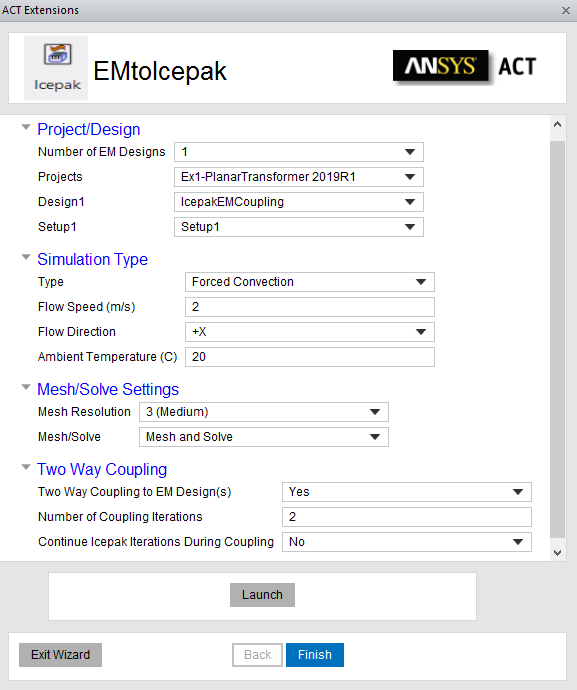 ACT Extensions
Icepak
EMtoIcepak
ANSYS ACT
Project/Design
Number of EM Designs 1
Projects Ex1-PlanarTransformer 2019R1
Design1 IcepakEMCoupling
Setup1 Setup1
Simulation Type
Type Forced Convection
Flow Speed (m/s) 2
Flow Direction +X
Ambient Temperature (C) 20
Mesh/Solve Settings
Mesh Resolution 3 (Medium)
Mesh/Solve Mesh and Solve
Two Way Coupling
Two Way Coupling to EM Design(s) Yes
Number of Coupling Iterations 2
Continue Icepak Iterations During Coupling No
Launch
Exit Wizard Back Finish